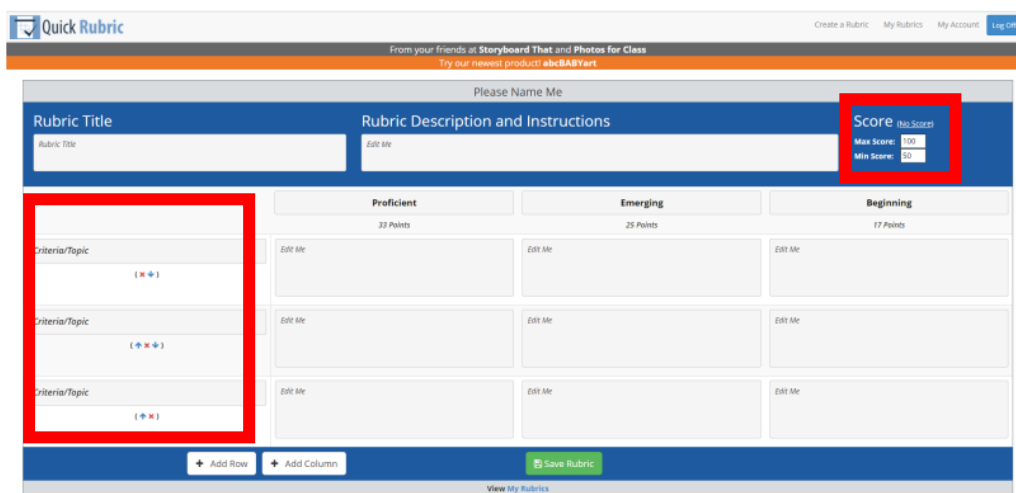 Quick Rubric
Create a Rubric My Rubrics My Account Log Off
From your friends at Storyboard That and Photos for Class
Try our newest product! abcBABYart
Please Name Me
Rubric Title Rubric Description and Instructions Score (No Score)
Rubric Title Edit Me Max Score: 100
Min Score: 50
Proficient Emerging Beginning
33 Points 25 Points 17 Points
Criteria/Topic Edit Me Edit Me Edit Me
Criteria/Topic Edit Me Edit Me Edit Me
Criteria/Topic Edit Me Edit Me Edit Me
+ Add Row + Add Column Save Rubric
View My Rubrics